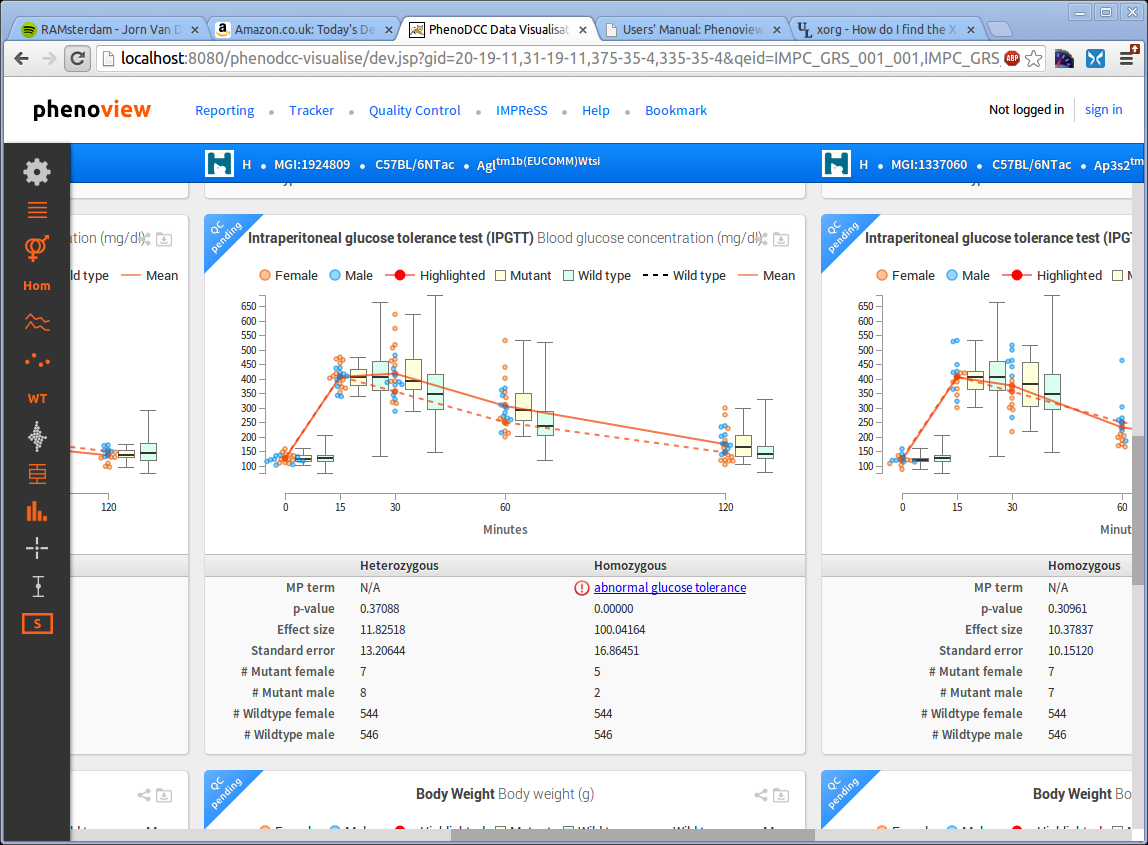 RAMsterdam - Jorn Van D
Amazon.co.uk: Today's De
PhenoDCC Data Visualisat
Users' Manual: Phenoview
xorg - How do I find the X
localhost:8080/phenodcc-visualise/dev.jsp?gid=20-19-11,31-19-11,375-35-4,335-35-4&qeid=IMPC_GRS_001_001,IMPC_GRS_
ABP
phenoview
Reporting • Tracker • Quality Control • IMPReSS • Help • Bookmark
Not logged in
sign in
H • MGI:1924809 • C57BL/6NTac • Agl tm1b(EUCOMM)Wtsi
H • MGI:1337060 • C57BL/6NTac • Ap3s2 tm
Hom
WT
S
ation (mg/dl)
ld type
Mean
120
QC pending
Intraperitoneal glucose tolerance test (IPGTT) Blood glucose concentration (mg/dl)
Female Male Highlighted Mutant Wild type Wild type Mean
650
600
550
500
450
400
350
300
250
200
150
100
0 15 30 60 120
Minutes
Heterozygous Homozygous
MP term N/A abnormal glucose tolerance
p-value 0.37088 0.00000
Effect size 11.82518 100.04164
Standard error 13.20644 16.86451
# Mutant female 7 5
# Mutant male 8 2
# Wildtype female 544 544
# Wildtype male 546 546
QC pending
Intraperitoneal glucose tolerance test (IPG
Female Male Highlighted M
650
600
550
500
450
400
350
300
250
200
150
100
0 15 30 60
Minut
Homozygous
MP term N/A
p-value 0.30961
Effect size 10.37837
Standard error 10.15120
# Mutant female 7
# Mutant male 7
# Wildtype female 544
# Wildtype male 546
QC pending
Body Weight Body weight (g)
QC pending
Body Weight Bo